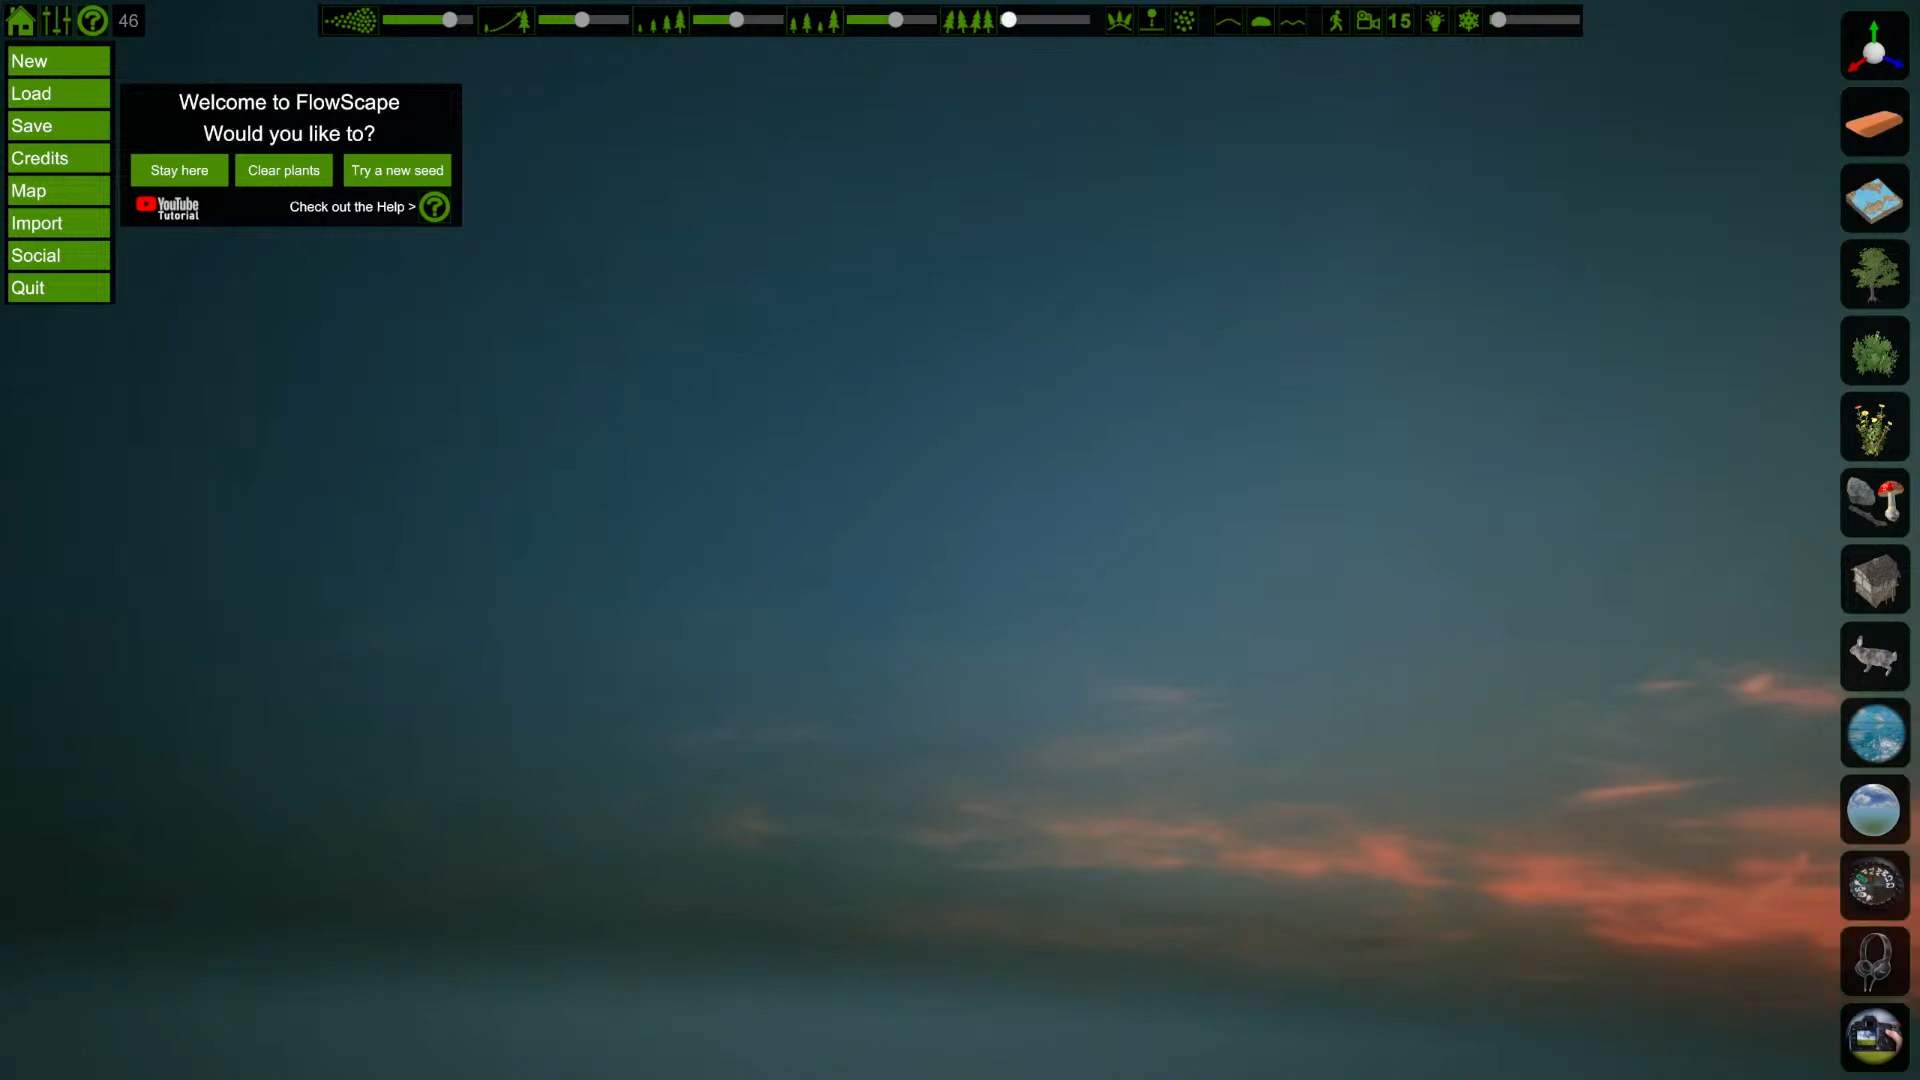 46
15
New
Load
Save
Credits
Map
Import
Social
Quit
Welcome to FlowScape
Would you like to?
Stay here
Clear plants
Try a new seed
YouTube
Tutorial
Check out the Help > ?